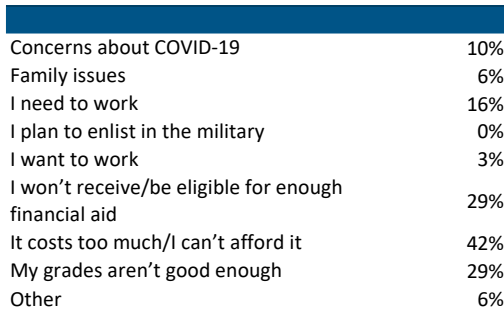 Concerns about COVID-19 10%
Family issues 6%
I need to work 16%
I plan to enlist in the military 0%
I want to work 3%
I won’t receive/be eligible for enough
financial aid 29%
It costs too much/I can’t afford it 42%
My grades aren’t good enough 29%
Other 6%